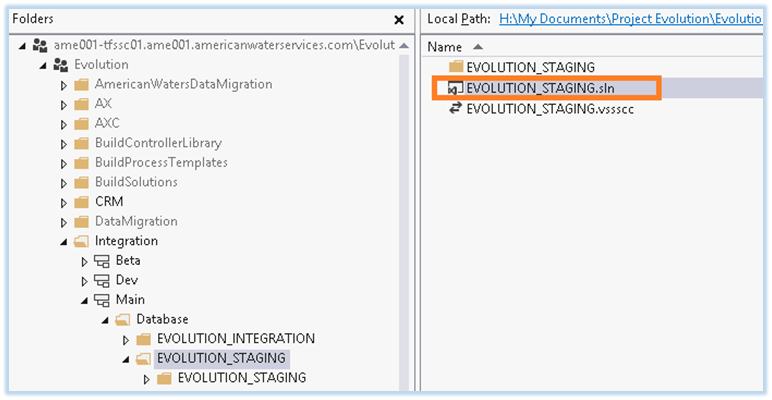 Folders
ame001-tfssc01.ame001.americanwaterservices.com\Evolut
Evolution
AmericanWatersDataMigration
AX
AXC
BuildControllerLibrary
BuildProcessTemplates
BuildSolutions
CRM
DataMigration
Integration
Beta
Dev
Main
Database
EVOLUTION_INTEGRATION
EVOLUTION_STAGING
EVOLUTION_STAGING
Local Path: H:\My Documents\Project Evolution\Evolution
Name
EVOLUTION_STAGING
EVOLUTION_STAGING.sln
EVOLUTION_STAGING.vssscc